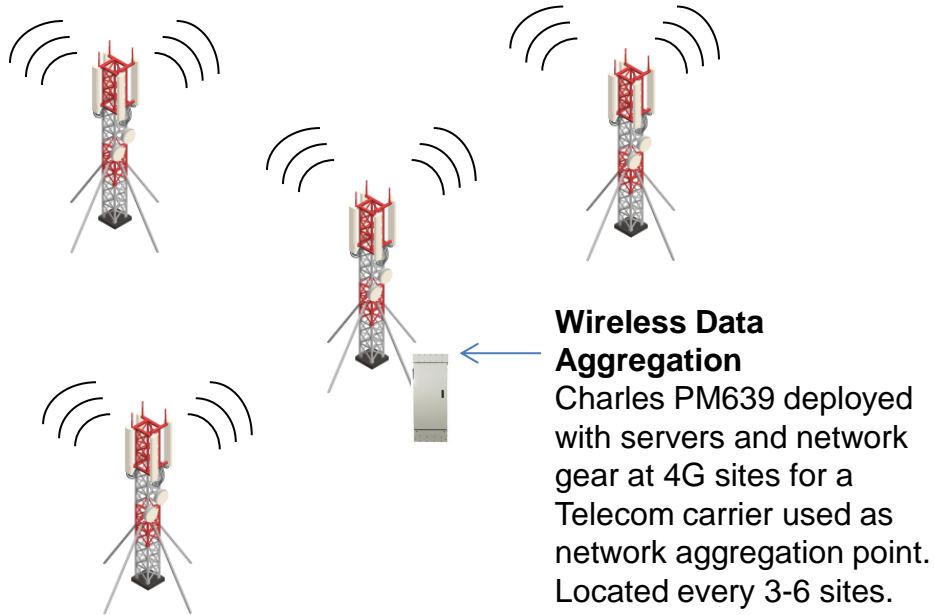 Wireless Data
Aggregation
Charles PM639 deployed
with servers and network
gear at 4G sites for a
Telecom carrier used as
network aggregation point.
Located every 3-6 sites.